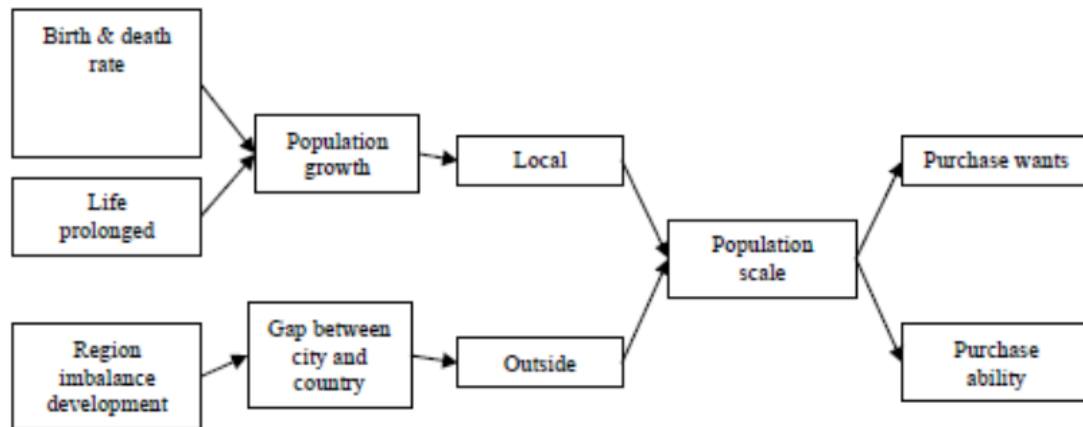 Birth & death
rate
Population
growth
Local
Purchase wants
Life
prolonged
Population
scale
Region
imbalance
development
Gap between
city and
country
Outside
Purchase
ability